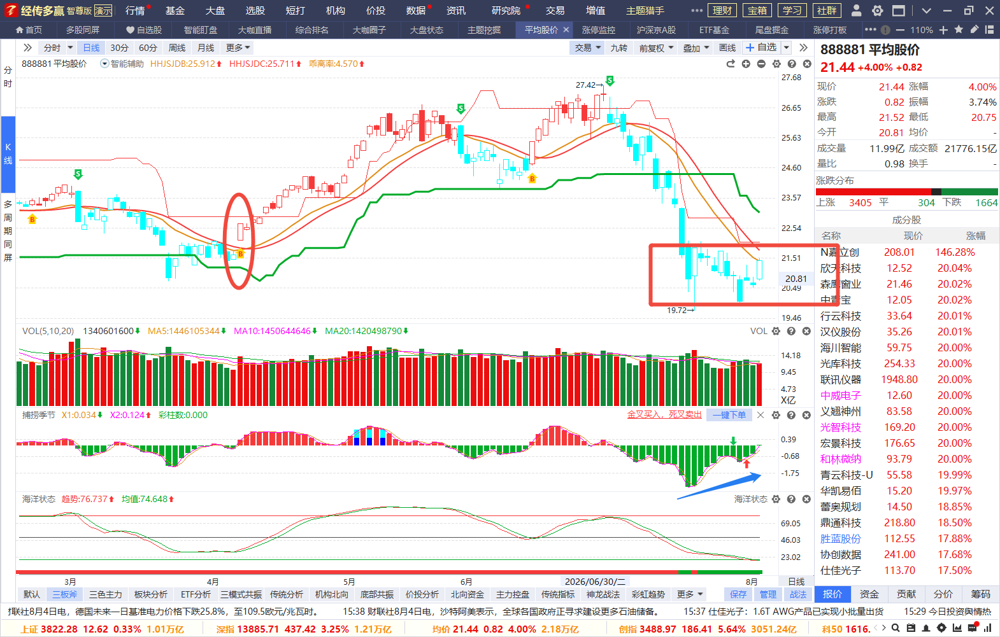 经传多赢 智尊版 演示 行情 基金 大盘 选股 短打 机构 价投 数据 资讯 研究院 交易 增值 主题猎手 理财 宝箱 学习 社群
首页 多股同屏 自选股 智能盯盘 大咖直播 综合排名 大咖圈子 大盘状态 主题挖掘 平均股价 涨停监控 沪深京A股 ETF基金 尾盘掘金 涨停打板 110%
分时 日线 30分 60分 周线 月线 更多 交易 九转 前复权 叠加 画线 自选
888881 平均股价
21.44 +4.00% +0.82
分时
K线
多周期同屏
888881 平均股价 智能辅助 HHJSJDB:25.912 HHJSJDC:25.711 乖离率:4.570
27.68
26.65
25.63
24.60
23.57
22.54
21.51
20.81
20.49
19.46
27.42
19.72
S
S
S
B
B
B
现价 21.44 涨幅 4.00%
涨跌 0.82 振幅 3.74%
最高 21.52 最低 20.75
今开 20.81 均价 -
成交量 11.99亿 成交额 21776.15亿
量比 0.98 换手 -
涨跌分布
上涨 3405 平 304 下跌 1664
成分股
名称 现价 涨幅
N嘉立创 208.01 146.28%
欣天科技 12.52 20.04%
森鹰窗业 21.46 20.02%
中青宝 12.05 20.02%
行云科技 33.64 20.01%
汉仪股份 35.26 20.01%
海川智能 59.75 20.00%
光库科技 254.33 20.00%
联讯仪器 1948.80 20.00%
中威电子 12.60 20.00%
义翘神州 83.58 20.00%
光智科技 169.20 20.00%
宏景科技 176.65 20.00%
和林微纳 93.79 20.00%
青云科技-U 55.58 19.99%
华凯易佰 15.20 19.97%
蕾奥规划 14.50 18.85%
鼎通科技 218.80 18.50%
胜蓝股份 112.55 17.88%
协创数据 241.00 17.68%
仕佳光子 113.70 17.50%
VOL(5,10,20) 1340601600 MA5:1446105344 MA10:1450644646 MA20:1420498790 VOL
14.18
9.45
4.73
X亿
捕捞季节 X1:0.034 X2:0.124 彩柱数:0.000 金叉买入，死叉卖出 一键下单
0.39
-0.68
-1.75
海洋状态 趋势:76.737 均值:74.648 海洋状态
69.05
46.03
23.02
3月 4月 5月 6月 2026/06/30/二 8月 日线
默认 三板斧 三色主力 板块分析 ETF分析 三模式共振 传统分析 机构北向 底部共振 价投分析 北向资金 主力控盘 传统指标 神龙战法 彩虹趋势 更多 保存 管理 战法 报价 资金 贡献 分价 筹码
联社8月4日电，德国未来一日基准电力价格下跌25.8%，至109.5欧元/兆瓦时。 15:38 财联社8月4日电，沙特阿美表示，全球各国政府正寻求建设更多石油储备。 15:37 仕佳光子：1.6T AWG产品已实现小批量出货 15:29 今日投资舆情热
上证 3822.28 12.62 0.33% 1.01万亿 深指 13885.71 437.42 3.25% 1.21万亿 均价 21.44 0.82 4.00% 2.18万亿 创指 3488.97 186.41 5.64% 3051.24亿 科50 1616.